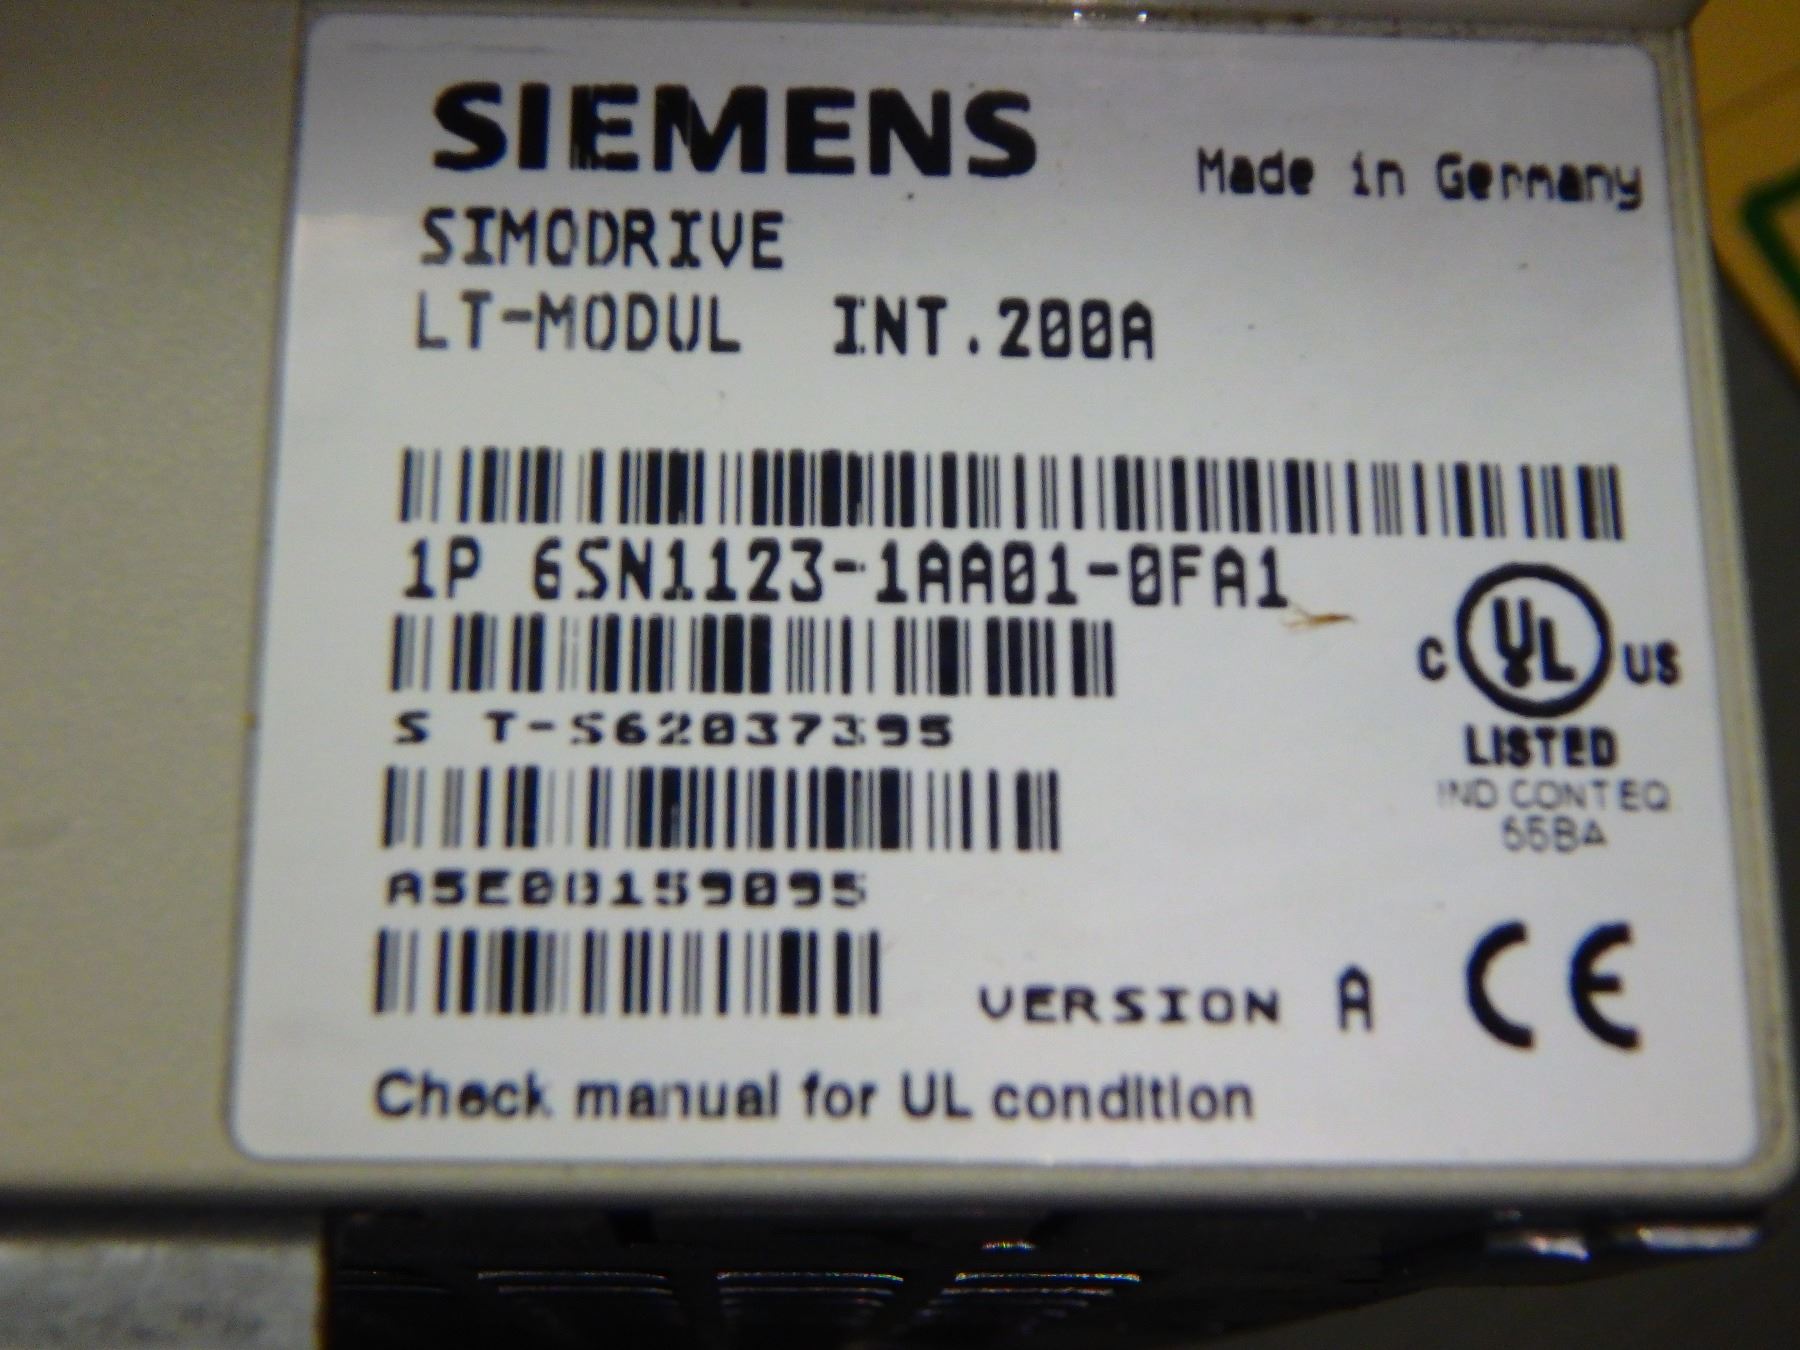 SIEMENS
Made in Germany
SIMODRIVE
LT-MODUL INT.200A
1P 6SN1123-1AA01-0FA1
S T-S62037395
A5E00159095
VERSION A
CE
C UL US
LISTED
IND CONT EQ
Check manual for UL condition